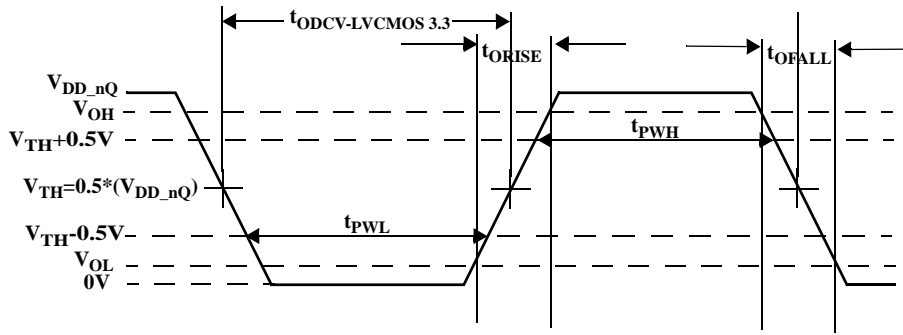 tODCV-LVCMOS 3.3
tORISE
tOFALL
VDD_nQ
VOH
VTH+0.5V
tPWH
VTH=0.5*(VDD_nQ)
VTH-0.5V
tPWL
VOL
0V